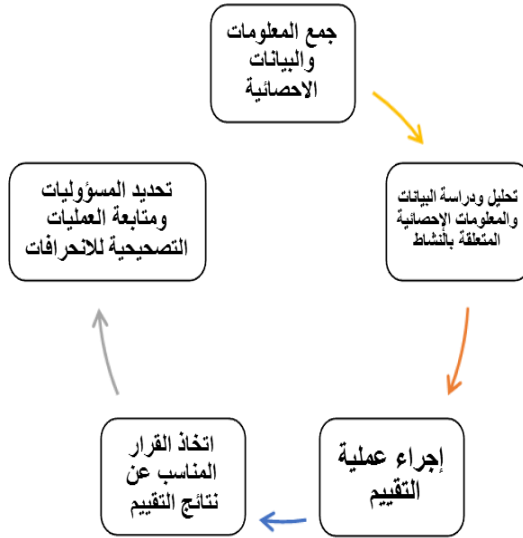 جمع المعلومات
والبيانات
الاحصائية
تحليل ودراسة البيانات
والمعلومات الإحصائية
المتعلقة بالنشاط
إجراء عملية
التقييم
اتخاذ القرار
المناسب عن
نتائج التقييم
تحديد المسؤوليات
ومتابعة العمليات
التصحيحية للانحرافات